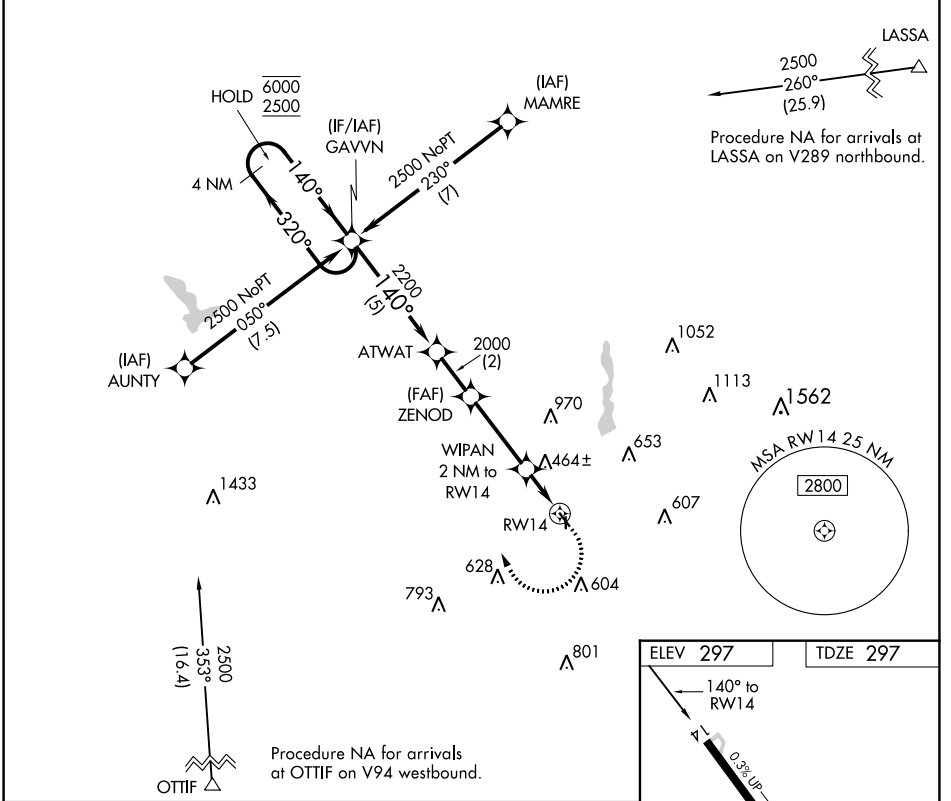 LASSA
2500
260°
(25.9)
Procedure NA for arrivals at
LASSA on V289 northbound.
HOLD 6000
2500
(IF/IAF)
GAVVN
(IAF)
MAMRE
4 NM
140°
320°
2500 NoPT
230°
(7)
2500 NoPT
050°
(7.5)
(IAF)
AUNTY
2200
140°
(5)
ATWAT
2000
(2)
(FAF)
ZENOD
1052
1113
1562
970
WIPAN
2 NM to
RW14
464±
653
1433
607
RW14
MSA RW14 25 NM
2800
628
604
793
801
2500
353°
(16.4)
OTTIF
Procedure NA for arrivals
at OTTIF on V94 westbound.
ELEV 297
TDZE 297
140° to
RW14
14
0.3% UP